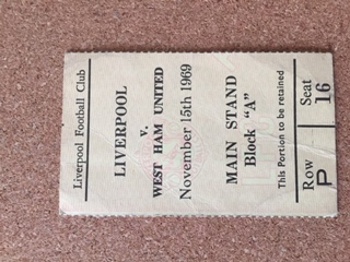 Liverpool Football Club
LIVERPOOL
v.
WEST HAM UNITED
November 15th 1969
MAIN STAND
Block "A"
This Portion to be retained
Row Seat
P 16